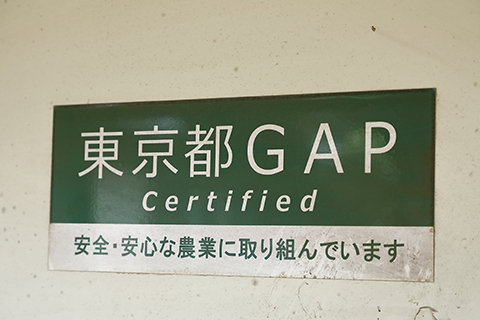 東京都GAP
Certified
安全・安心な農業に取り組んでいます